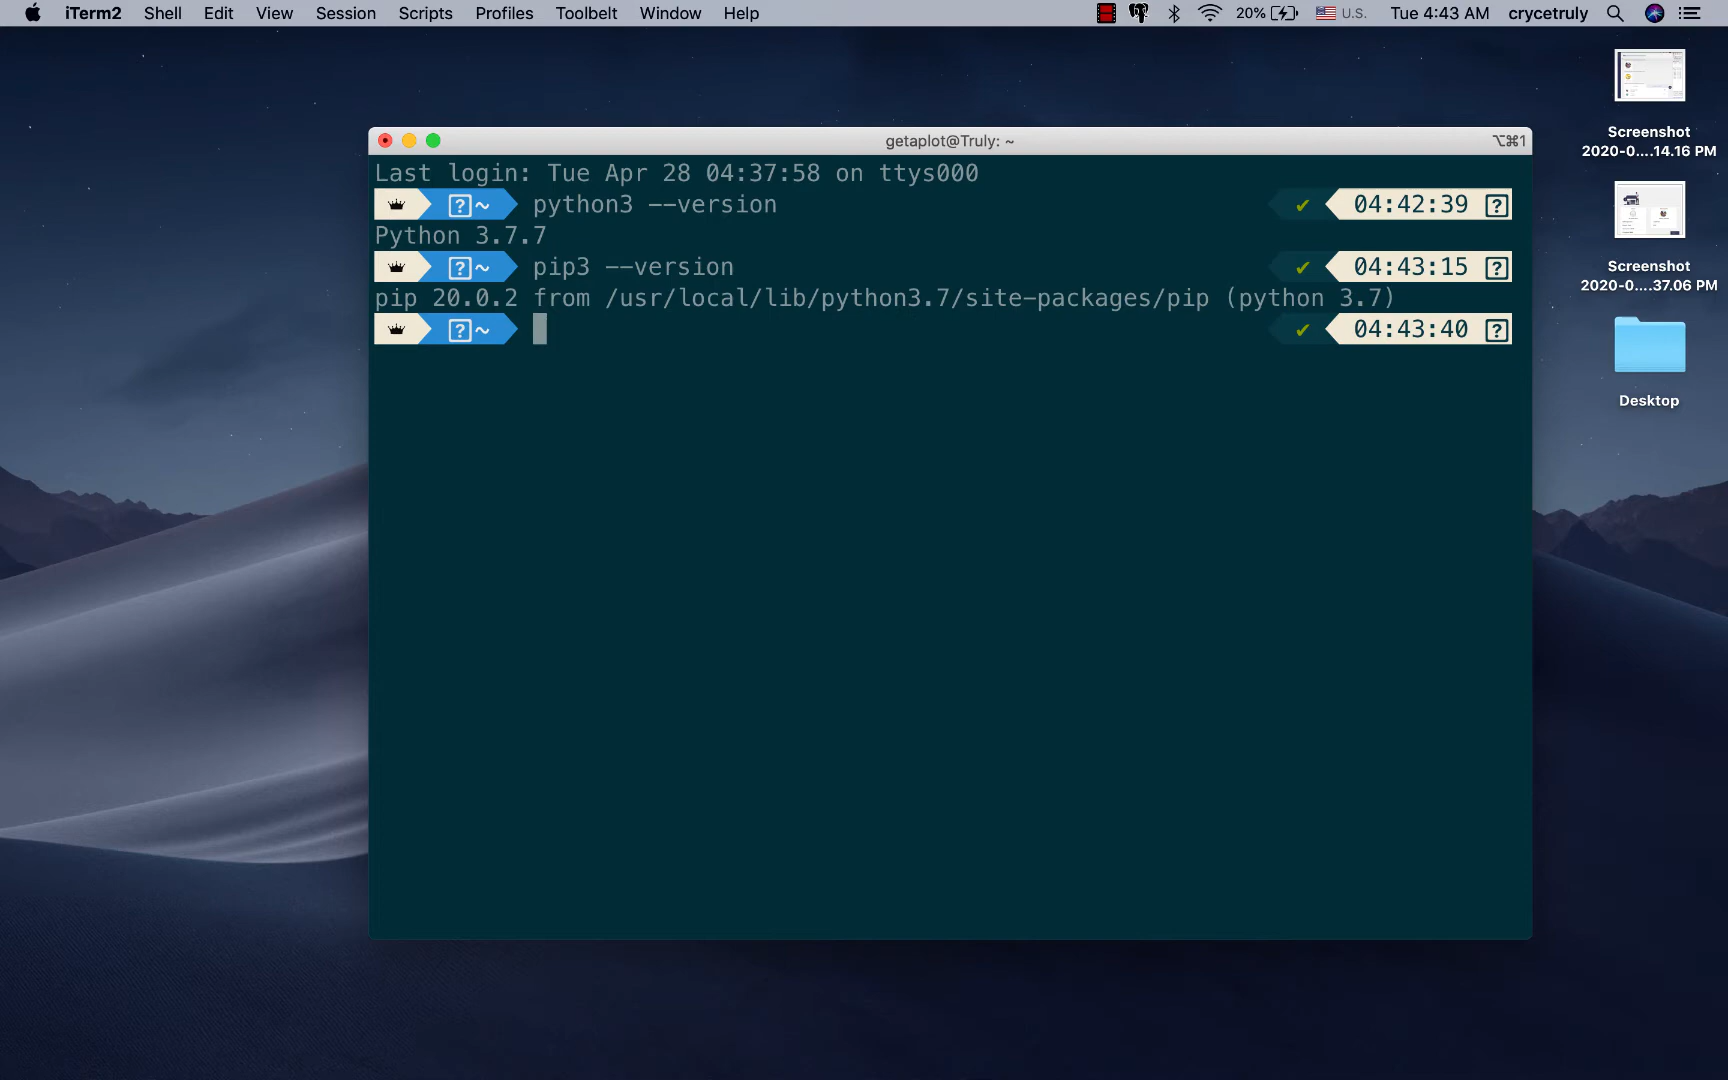 iTerm2 Shell Edit View Session Scripts Profiles Toolbelt Window Help 20% U.S. Tue 4:43 AM crycetruly
getaplot@Truly: ~ ⌥⌘1
Last login: Tue Apr 28 04:37:58 on ttys000
~ python3 --version ✔ 04:42:39
Python 3.7.7
~ pip3 --version ✔ 04:43:15
pip 20.0.2 from /usr/local/lib/python3.7/site-packages/pip (python 3.7)
~ ✔ 04:43:40
Screenshot
2020-0....14.16 PM
Screenshot
2020-0....37.06 PM
Desktop